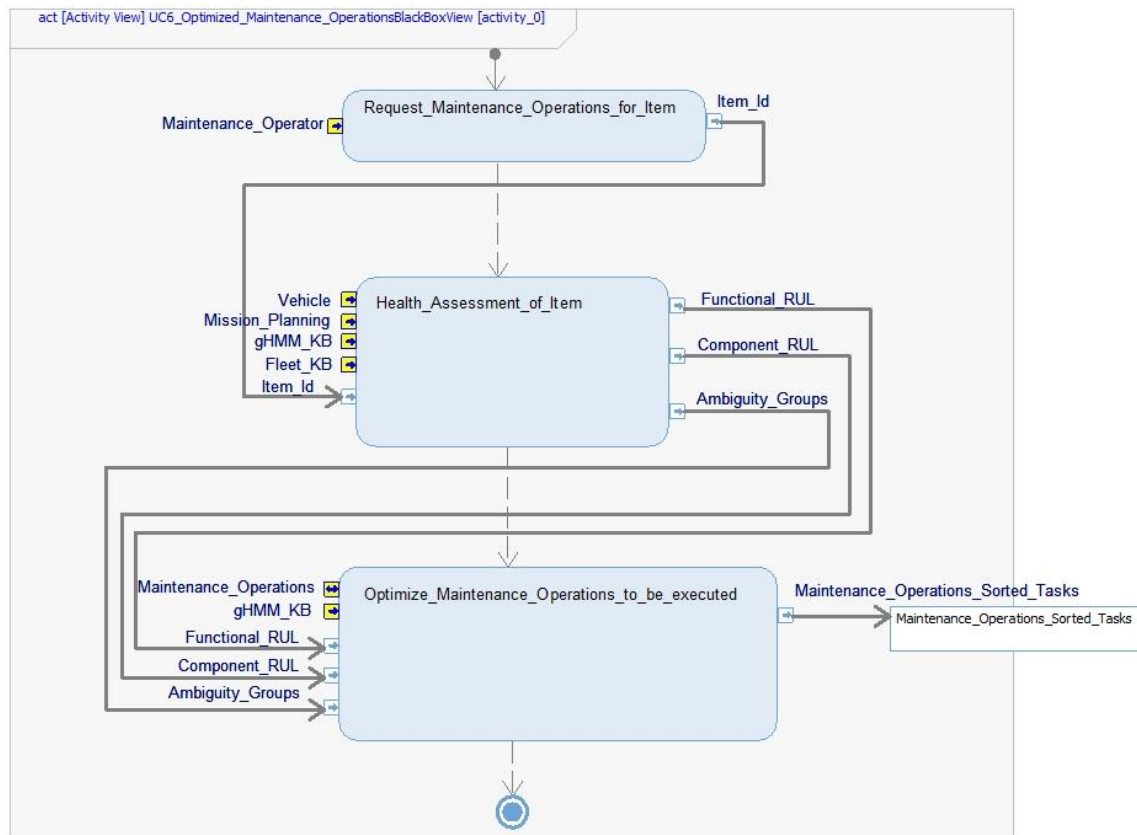 act [Activity View] UC6_Optimized_Maintenance_OperationsBlackBoxView [activity_0]
Request_Maintenance_Operations_for_Item
Item_Id
Maintenance_Operator
Vehicle
Mission_Planning
gHMM_KB
Fleet_KB
Item_Id
Health_Assessment_of_Item
Functional_RUL
Component_RUL
Ambiguity_Groups
Maintenance_Operations
gHMM_KB
Functional_RUL
Component_RUL
Ambiguity_Groups
Optimize_Maintenance_Operations_to_be_executed
Maintenance_Operations_Sorted_Tasks
Maintenance_Operations_Sorted_Tasks